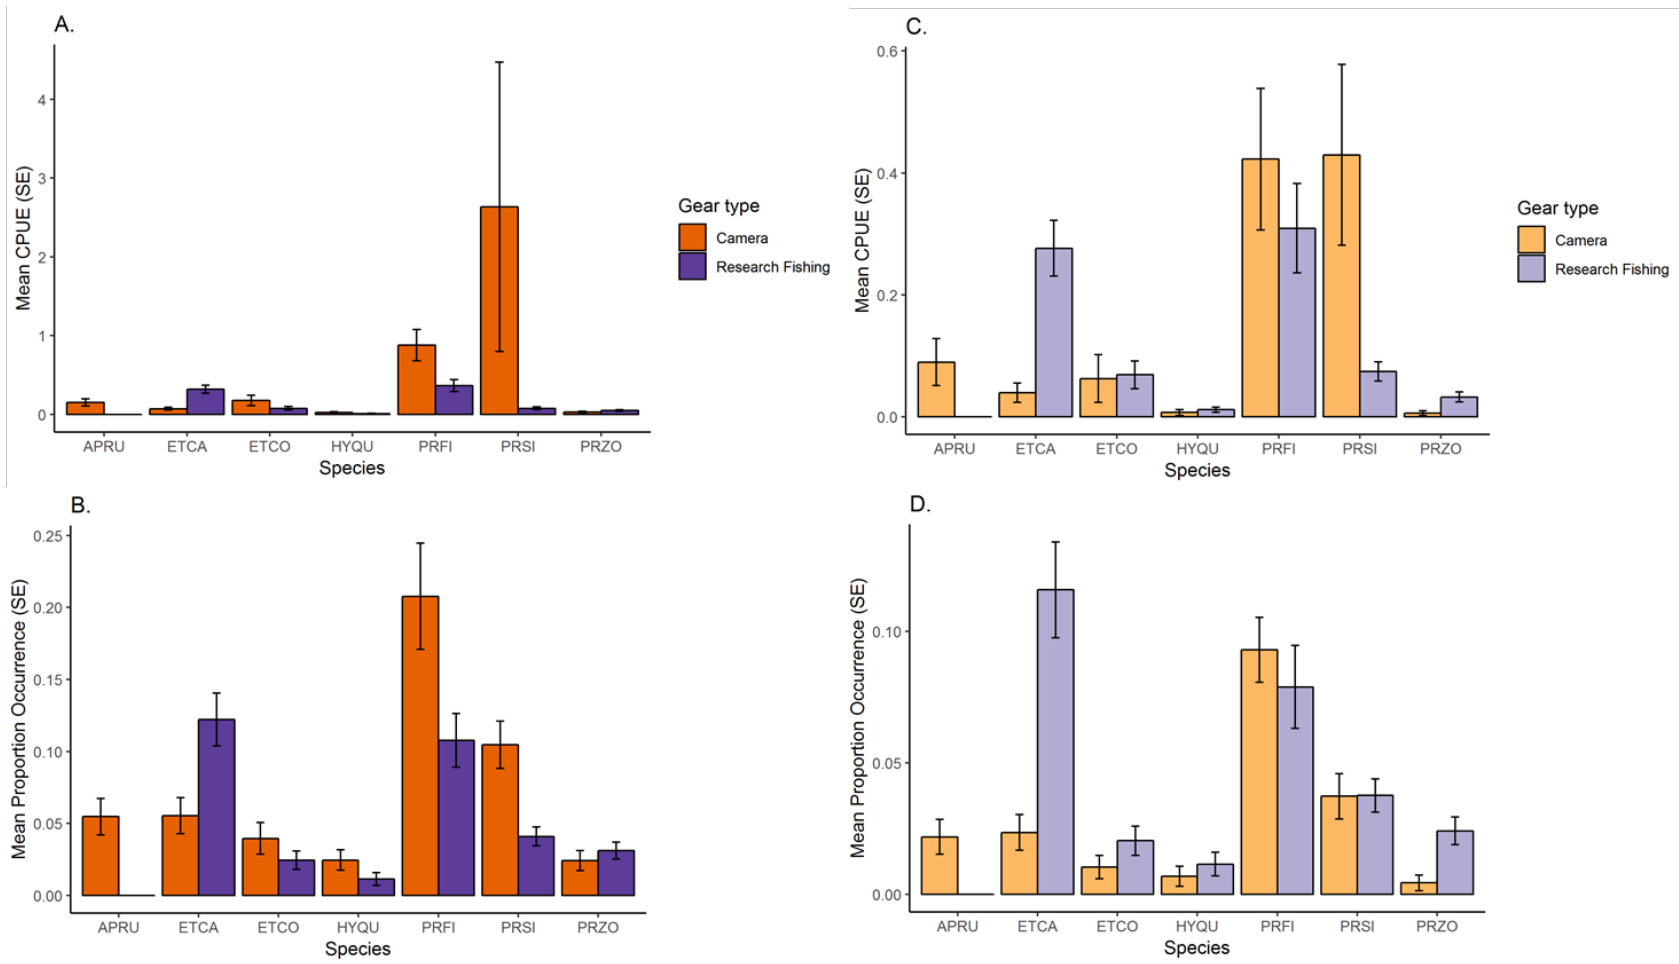 A.
Mean CPUE (SE)
4
3
2
1
0
APRU ETCA ETCO HYQU PRFI PRSI PRZO
Species
Gear type
Camera
Research Fishing
C.
Mean CPUE (SE)
0.6
0.4
0.2
0.0
APRU ETCA ETCO HYQU PRFI PRSI PRZO
Species
Gear type
Camera
Research Fishing
B.
Mean Proportion Occurrence (SE)
0.25
0.20
0.15
0.10
0.05
0.00
APRU ETCA ETCO HYQU PRFI PRSI PRZO
Species
D.
Mean Proportion Occurrence (SE)
0.10
0.05
0.00
APRU ETCA ETCO HYQU PRFI PRSI PRZO
Species